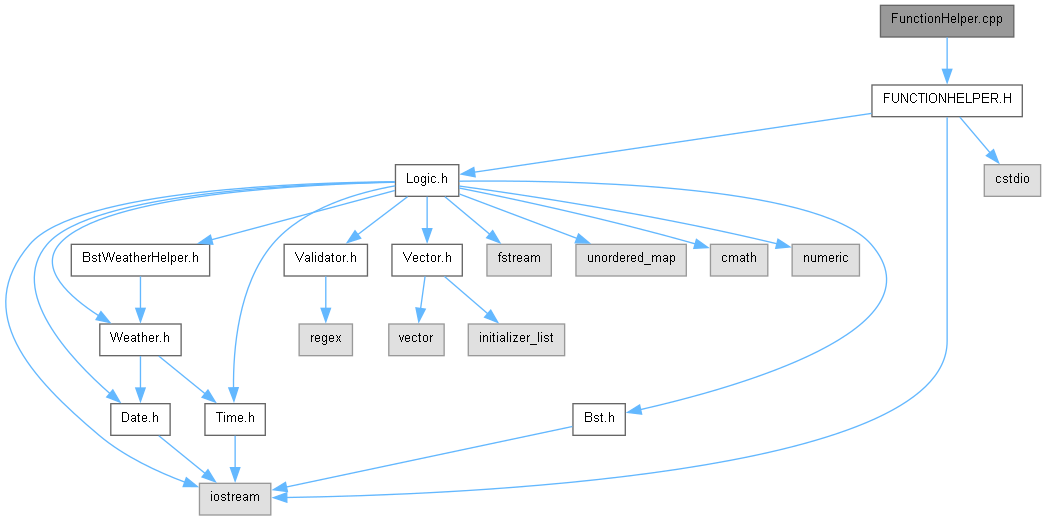 FunctionHelper.cpp
FUNCTIONHELPER.H
Logic.h
cstdio
BstWeatherHelper.h
Validator.h
Vector.h
fstream
unordered_map
cmath
numeric
Weather.h
regex
vector
initializer_list
Date.h
Time.h
Bst.h
iostream